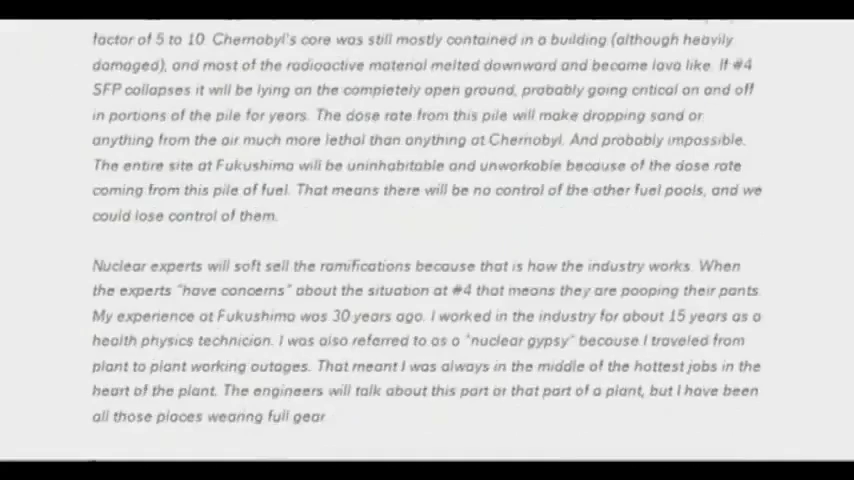 factor of 5 to 10. Chernobyl's core was still mostly contained in a building (although heavily
damaged), and most of the radioactive material melted downward and became lava like. If #4
SFP collapses it will be lying on the completely open ground, probably going critical on and off
in portions of the pile for years. The dose rate from this pile will make dropping sand or
anything from the air much more lethal than anything at Chernobyl. And probably impossible.
The entire site at Fukushima will be uninhabitable and unworkable because of the dose rate
coming from this pile of fuel. That means there will be no control of the other fuel pools, and we
could lose control of them.
Nuclear experts will soft sell the ramifications because that is how the industry works. When
the experts "have concerns" about the situation at #4 that means they are pooping their pants.
My experience at Fukushima was 30 years ago. I worked in the industry for about 15 years as a
health physics technician. I was also referred to as a "nuclear gypsy" because I traveled from
plant to plant working outages. That meant I was always in the middle of the hottest jobs in the
heart of the plant. The engineers will talk about this part or that part of a plant, but I have been
all those places wearing full gear